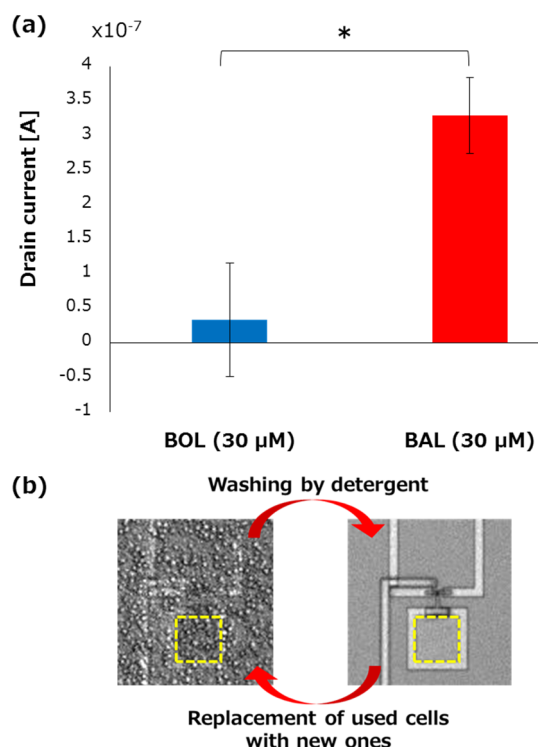 (a)
x10-7
*
4
3.5
3
2.5
2
1.5
1
0.5
0
-0.5
-1
Drain current [A]
BOL (30 µM)
BAL (30 µM)
(b)
Washing by detergent
Replacement of used cells
with new ones